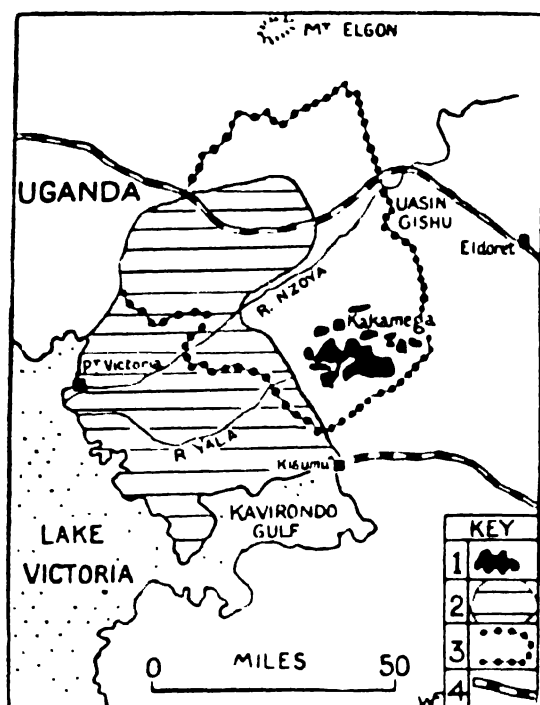 Mᵀ ELGON
UGANDA
UASIN
GISHU
Eldoret
R. NZOYA
Kakamega
Pᵀ Victoria
R YALA
Kisumu
KAVIRONDO
GULF
LAKE
VICTORIA
KEY
1
2
3
4
0 MILES 50